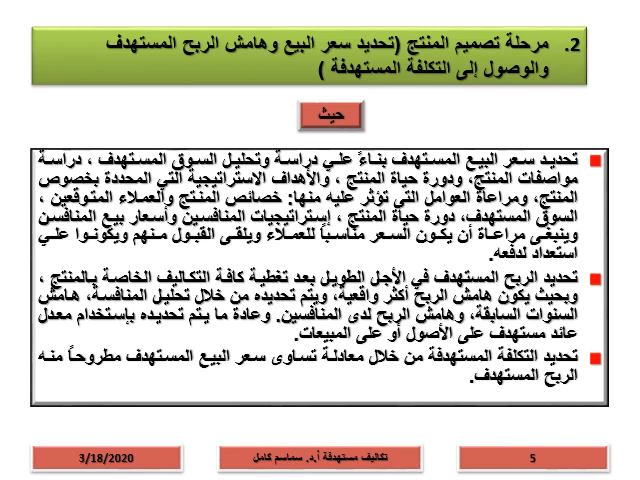 2. مرحلة تصميم المنتج (تحديد سعر البيع وهامش الربح المستهدف
والوصول إلى التكلفة المستهدفة )
حيث
تحديد سعر البيع المستهدف بناءً علي دراسة وتحليل السوق المستهدف ، دراسة
مواصفات المنتج، ودورة حياة المنتج ، والأهداف الاستراتيجية التي المحددة بخصوص
المنتج، ومراعاة العوامل التى تؤثر عليه منها: خصائص المنتج والعملاء المتوقعين ،
السوق المستهدف، دورة حياة المنتج ، إستراتيجيات المنافسين وأسعار بيع المنافسين
وينبغى مراعاة أن يكون السعر مناسباً للعملاء ويلقى القبول منهم ويكونوا علي
استعداد لدفعه.
تحديد الربح المستهدف في الأجل الطويل بعد تغطية كافة التكاليف الخاصة بالمنتج ،
وبحيث يكون هامش الربح أكثر واقعية، ويتم تحديده من خلال تحليل المنافسة، هامش
السنوات السابقة، وهامش الربح لدى المنافسين. وعادة ما يتم تحديده بإستخدام معدل
عائد مستهدف على الأصول أو على المبيعات.
تحديد التكلفة المستهدفة من خلال معادلة تساوى سعر البيع المستهدف مطروحاً منه
الربح المستهدف.
3/18/2020 تكاليف مستهدفة أ.د. سماسم كامل 5